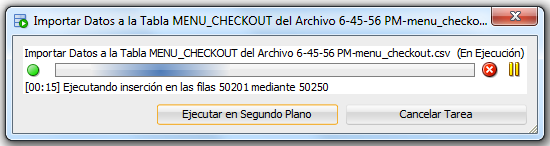 Importar Datos a la Tabla MENU_CHECKOUT del Archivo 6-45-56 PM-menu_checko...
Importar Datos a la Tabla MENU_CHECKOUT del Archivo 6-45-56 PM-menu_checkout.csv (En Ejecución)
[00:15] Ejecutando inserción en las filas 50201 mediante 50250
Ejecutar en Segundo Plano
Cancelar Tarea